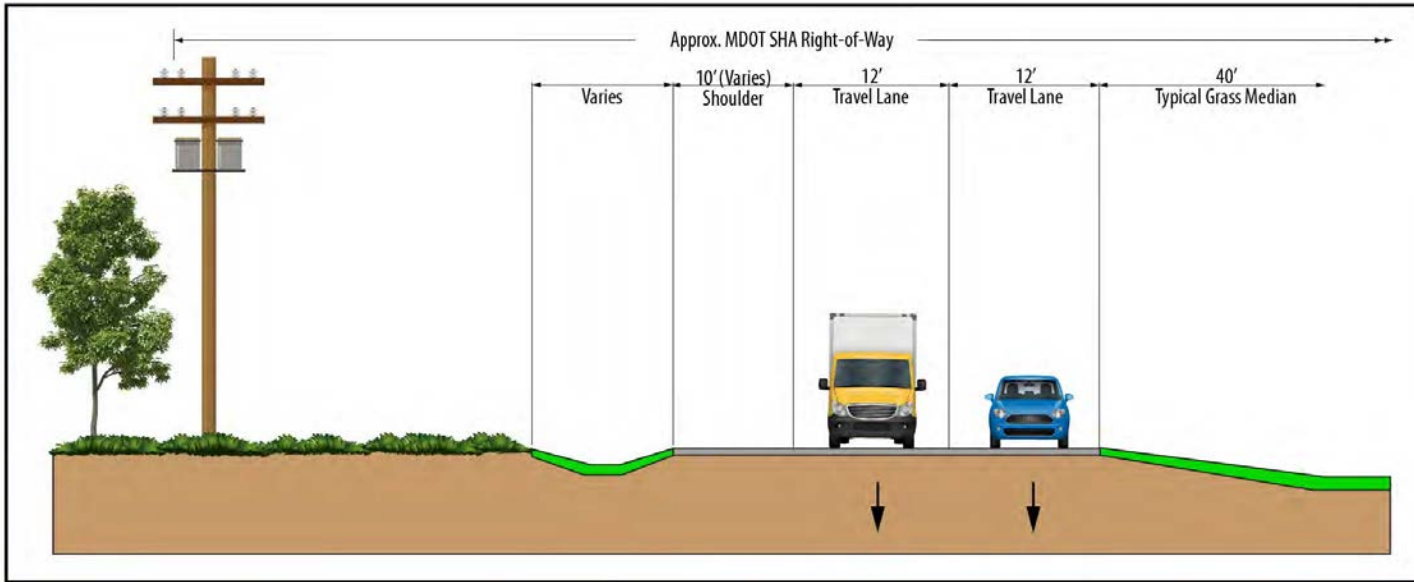 Approx. MDOT SHA Right-of-Way
Varies
10' (Varies)
Shoulder
12'
Travel Lane
12'
Travel Lane
40'
Typical Grass Median